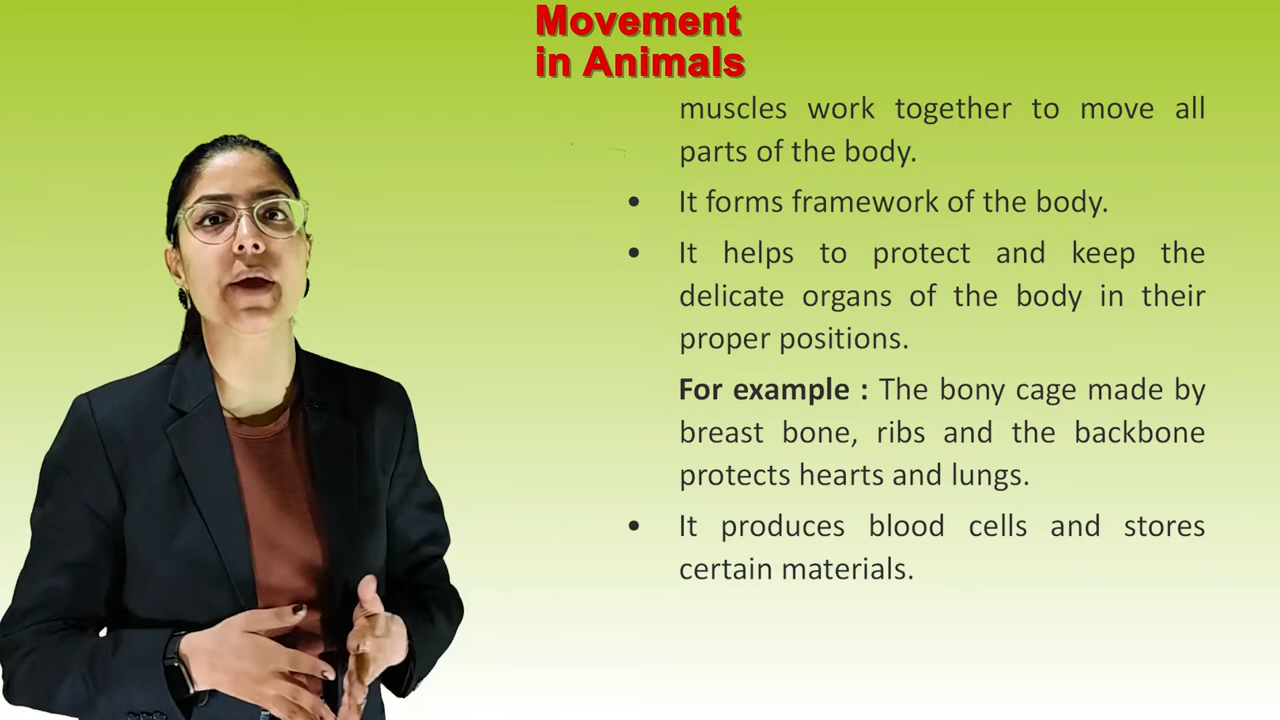 Movement
in Animals
muscles work together to move all
parts of the body.
• It forms framework of the body.
• It helps to protect and keep the
delicate organs of the body in their
proper positions.
For example : The bony cage made by
breast bone, ribs and the backbone
protects hearts and lungs.
• It produces blood cells and stores
certain materials.